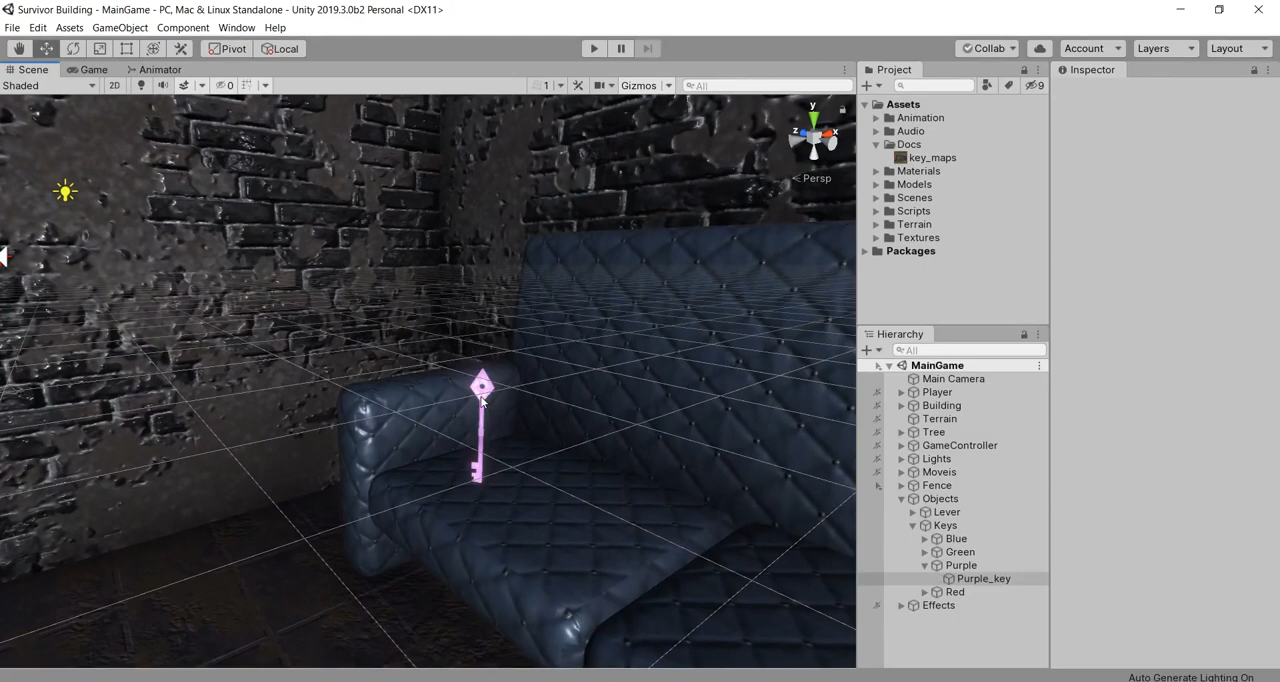 Survivor Building - MainGame - PC, Mac & Linux Standalone - Unity 2019.3.0b2 Personal <DX11>
File Edit Assets GameObject Component Window Help
Pivot Local Collab Account Layers Layout
Scene Game Animator
Shaded 2D 0 1 Gizmos All
y
z x
Persp
Project
9
Assets
Animation
Audio
Docs
key_maps
Materials
Models
Scenes
Scripts
Terrain
Textures
Packages
Hierarchy
All
MainGame
Main Camera
Player
Building
Terrain
Tree
GameController
Lights
Moveis
Fence
Objects
Lever
Keys
Blue
Green
Purple
Purple_key
Red
Effects
Inspector
Auto Generate Lighting On